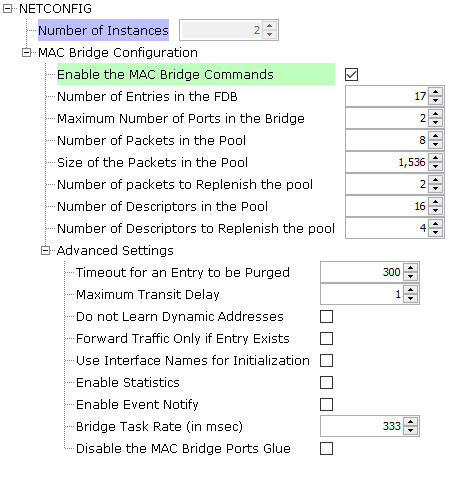 NETCONFIG
Number of Instances 2
MAC Bridge Configuration
Enable the MAC Bridge Commands
Number of Entries in the FDB 17
Maximum Number of Ports in the Bridge 2
Number of Packets in the Pool 8
Size of the Packets in the Pool 1,536
Number of packets to Replenish the pool 2
Number of Descriptors in the Pool 16
Number of Descriptors to Replenish the pool 4
Advanced Settings
Timeout for an Entry to be Purged 300
Maximum Transit Delay 1
Do not Learn Dynamic Addresses
Forward Traffic Only if Entry Exists
Use Interface Names for Initialization
Enable Statistics
Enable Event Notify
Bridge Task Rate (in msec) 333
Disable the MAC Bridge Ports Glue